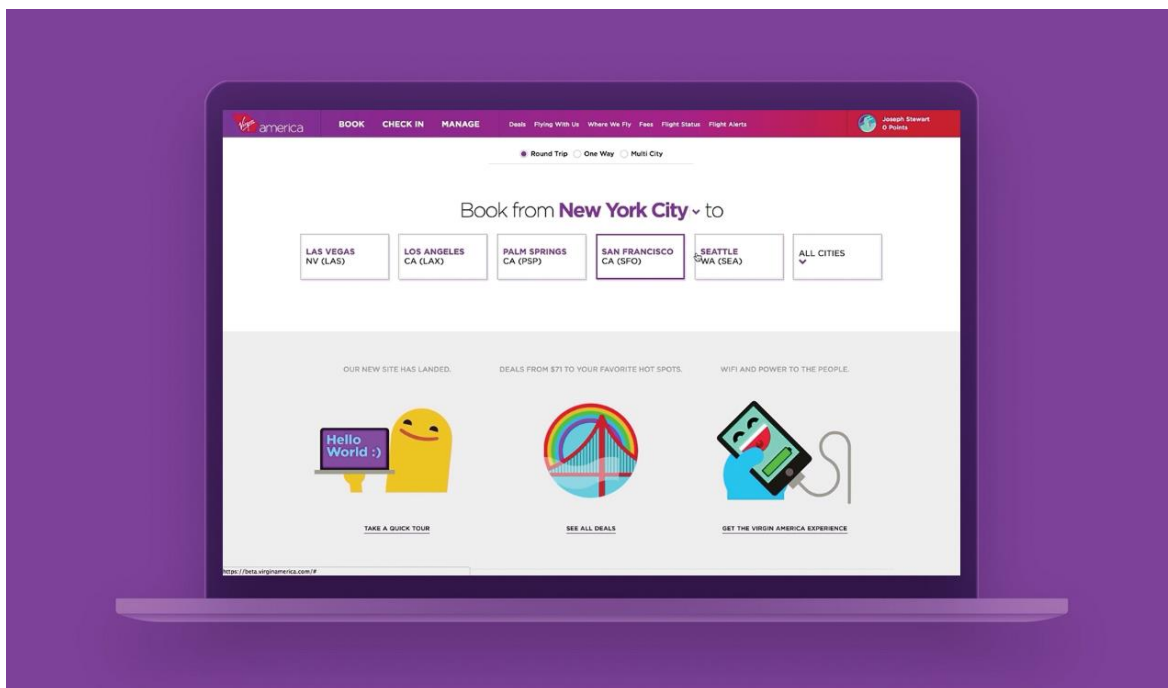 Virgin america
BOOK CHECK IN MANAGE Deals Flying With Us Where We Fly Fees Flight Status Flight Alerts
Joseph Stewart
0 Points
Round Trip One Way Multi City
Book from New York City to
LAS VEGAS
NV (LAS)
LOS ANGELES
CA (LAX)
PALM SPRINGS
CA (PSP)
SAN FRANCISCO
CA (SFO)
SEATTLE
WA (SEA)
ALL CITIES
OUR NEW SITE HAS LANDED.
DEALS FROM $71 TO YOUR FAVORITE HOT SPOTS.
WIFI AND POWER TO THE PEOPLE.
Hello
World :)
TAKE A QUICK TOUR
SEE ALL DEALS
GET THE VIRGIN AMERICA EXPERIENCE
https://beta.virginamerica.com/#